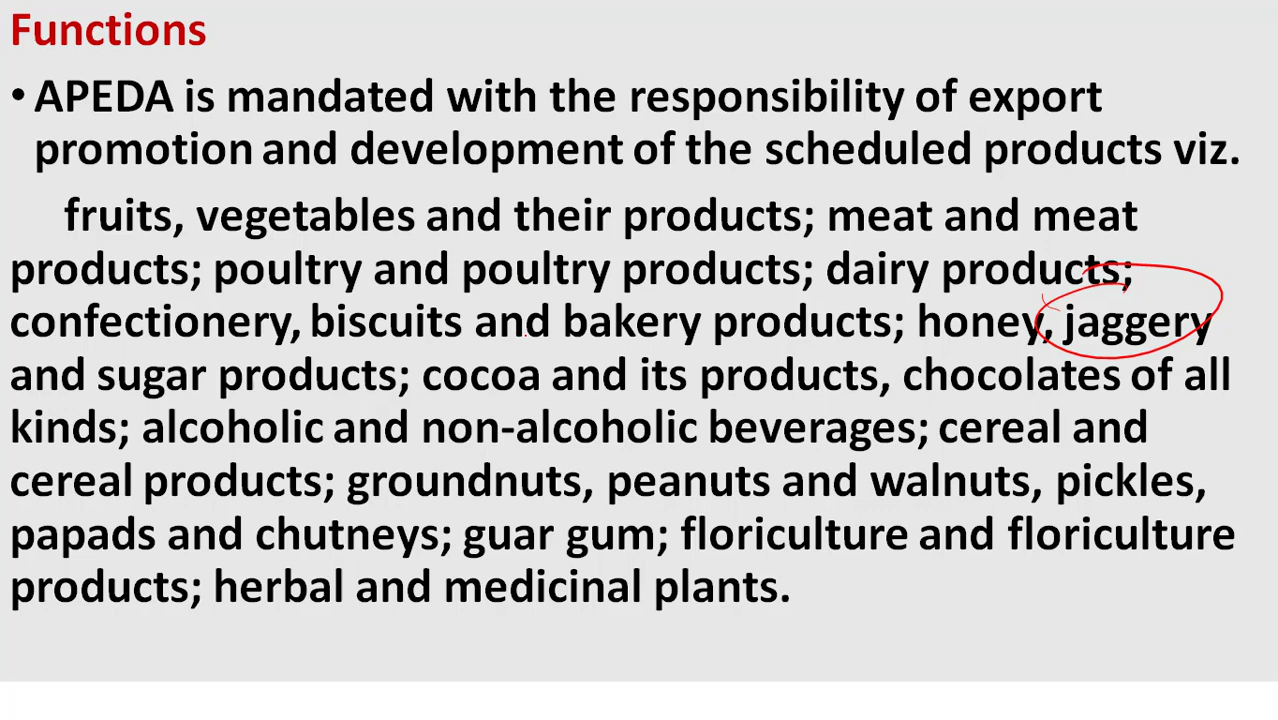 Functions
• APEDA is mandated with the responsibility of export
promotion and development of the scheduled products viz.
fruits, vegetables and their products; meat and meat
products; poultry and poultry products; dairy products;
confectionery, biscuits and bakery products; honey, jaggery
and sugar products; cocoa and its products, chocolates of all
kinds; alcoholic and non-alcoholic beverages; cereal and
cereal products; groundnuts, peanuts and walnuts, pickles,
papads and chutneys; guar gum; floriculture and floriculture
products; herbal and medicinal plants.